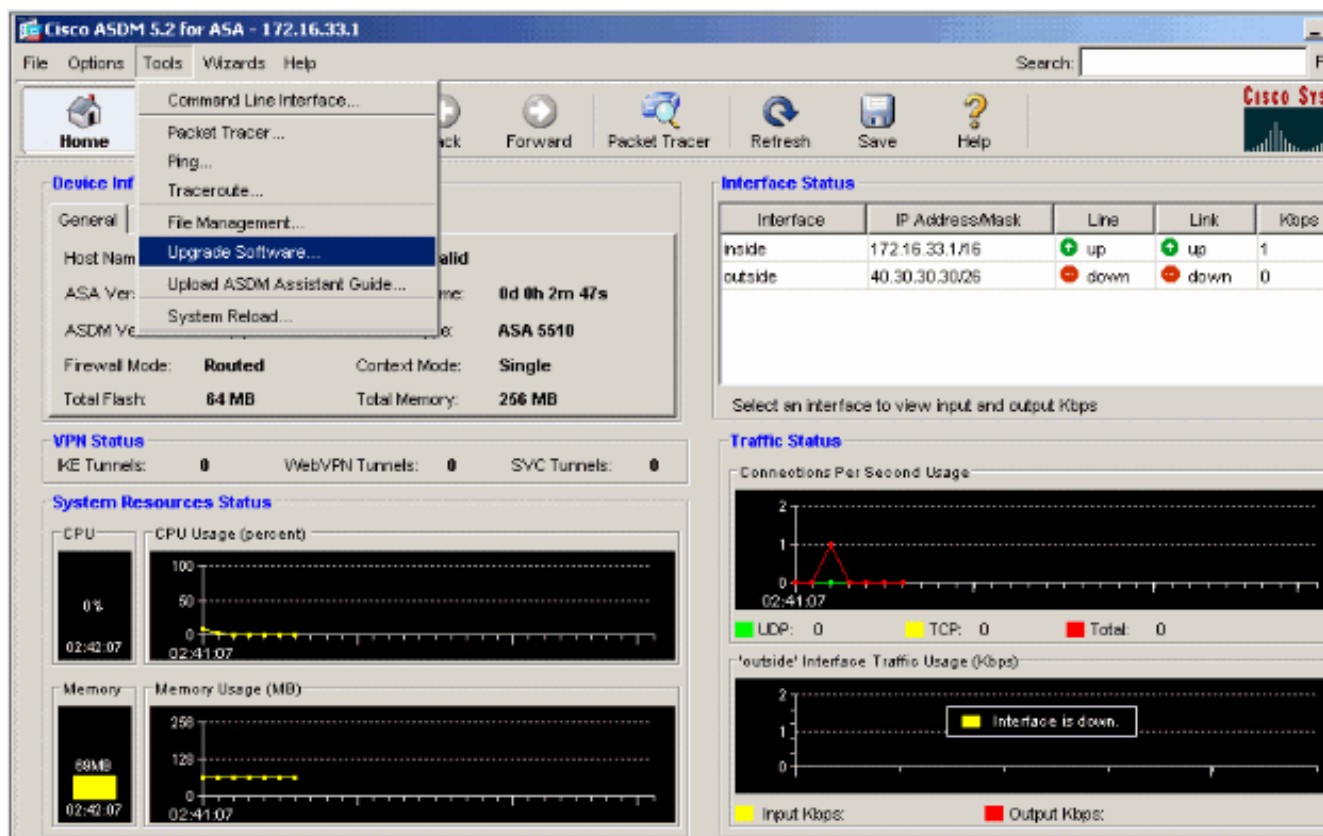 Cisco ASDM 5.2 for ASA - 172.16.33.1
File Options Tools Wizards Help Search:
Command Line Interface...
Packet Tracer...
Ping...
Traceroute...
File Management...
Upgrade Software...
Upload ASDM Assistant Guide...
System Reload...
Home ck Forward Packet Tracer Refresh Save Help
Cisco Sys
Device Inf
General
Host Nam alid
ASA Ver me: 0d 0h 2m 47s
ASDM Ve ASA 5510
Firewall Mode: Routed Context Mode: Single
Total Flash: 64 MB Total Memory: 256 MB
Interface Status
Interface IP Address/Mask Line Link Kbps
inside 172.16.33.1/16 up up 1
outside 40.30.30.30/26 down down 0
Select an interface to view input and output Kbps
VPN Status
IKE Tunnels: 0 WebVPN Tunnels: 0 SVC Tunnels: 0
System Resources Status
CPU
0%
02:42:07
CPU Usage (percent)
100
50
0
02:41:07
Memory
69MB
02:42:07
Memory Usage (MB)
256
128
0
02:41:07
Traffic Status
Connections Per Second Usage
2
1
0
02:41:07
UDP: 0 TCP: 0 Total: 0
'outside' Interface Traffic Usage (Kbps)
2
1
0
Interface is down.
Input Kbps: Output Kbps: